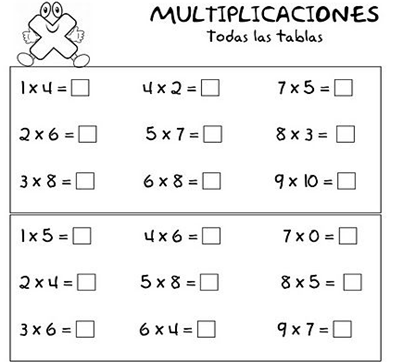 MULTIPLICACIONES
Todas las tablas
1 x 4 = □ 4 x 2 = □ 7 x 5 = □
2 x 6 = □ 5 x 7 = □ 8 x 3 = □
3 x 8 = □ 6 x 8 = □ 9 x 10 = □
1 x 5 = □ 4 x 6 = □ 7 x 0 = □
2 x 4 = □ 5 x 8 = □ 8 x 5 = □
3 x 6 = □ 6 x 4 = □ 9 x 7 = □